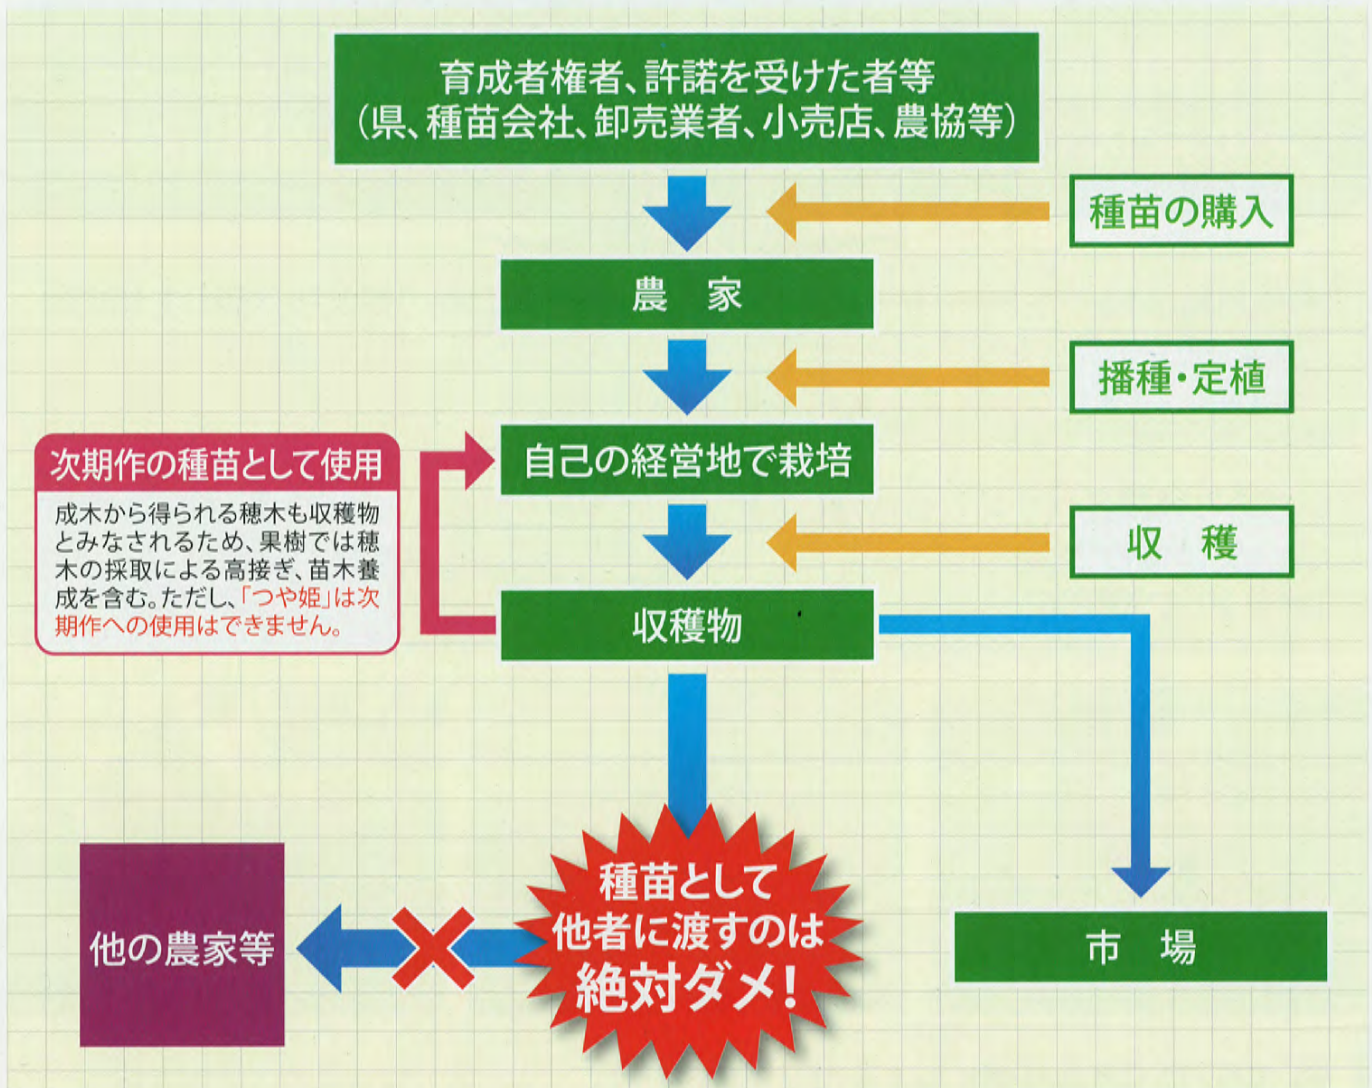 育成者権者、許諾を受けた者等
（県、種苗会社、卸売業者、小売店、農協等）
種苗の購入
農　家
播種・定植
自己の経営地で栽培
次期作の種苗として使用
成木から得られる穂木も収穫物
とみなされるため、果樹では穂
木の採取による高接ぎ、苗木養
成を含む。ただし、「つや姫」は次
期作への使用はできません。
収　穫
収穫物
種苗として
他者に渡すのは
絶対ダメ！
他の農家等
市　場